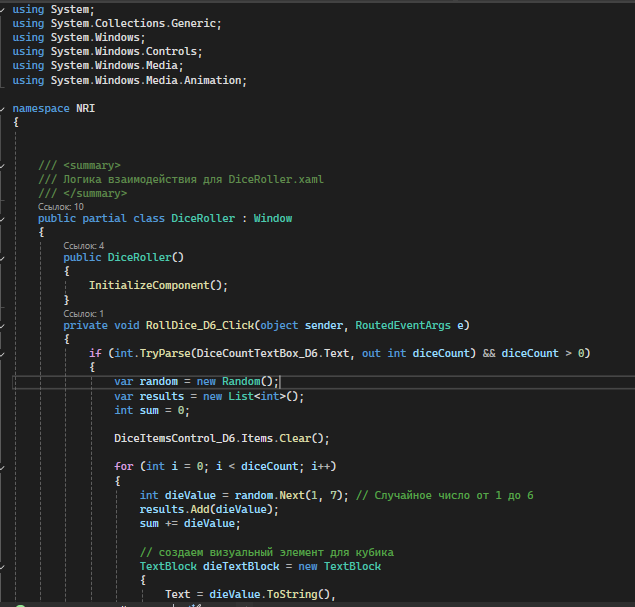 using System;
using System.Collections.Generic;
using System.Windows;
using System.Windows.Controls;
using System.Windows.Media;
using System.Windows.Media.Animation;
namespace NRI
{
/// <summary>
/// Логика взаимодействия для DiceRoller.xaml
/// </summary>
Ссылок: 10
public partial class DiceRoller : Window
{
Ссылок: 4
public DiceRoller()
{
InitializeComponent();
}
Ссылок: 1
private void RollDice_D6_Click(object sender, RoutedEventArgs e)
{
if (int.TryParse(DiceCountTextBox_D6.Text, out int diceCount) && diceCount > 0)
{
var random = new Random();
var results = new List<int>();
int sum = 0;
DiceItemsControl_D6.Items.Clear();
for (int i = 0; i < diceCount; i++)
{
int dieValue = random.Next(1, 7); // Случайное число от 1 до 6
results.Add(dieValue);
sum += dieValue;
// создаем визуальный элемент для кубика
TextBlock dieTextBlock = new TextBlock
{
Text = dieValue.ToString(),